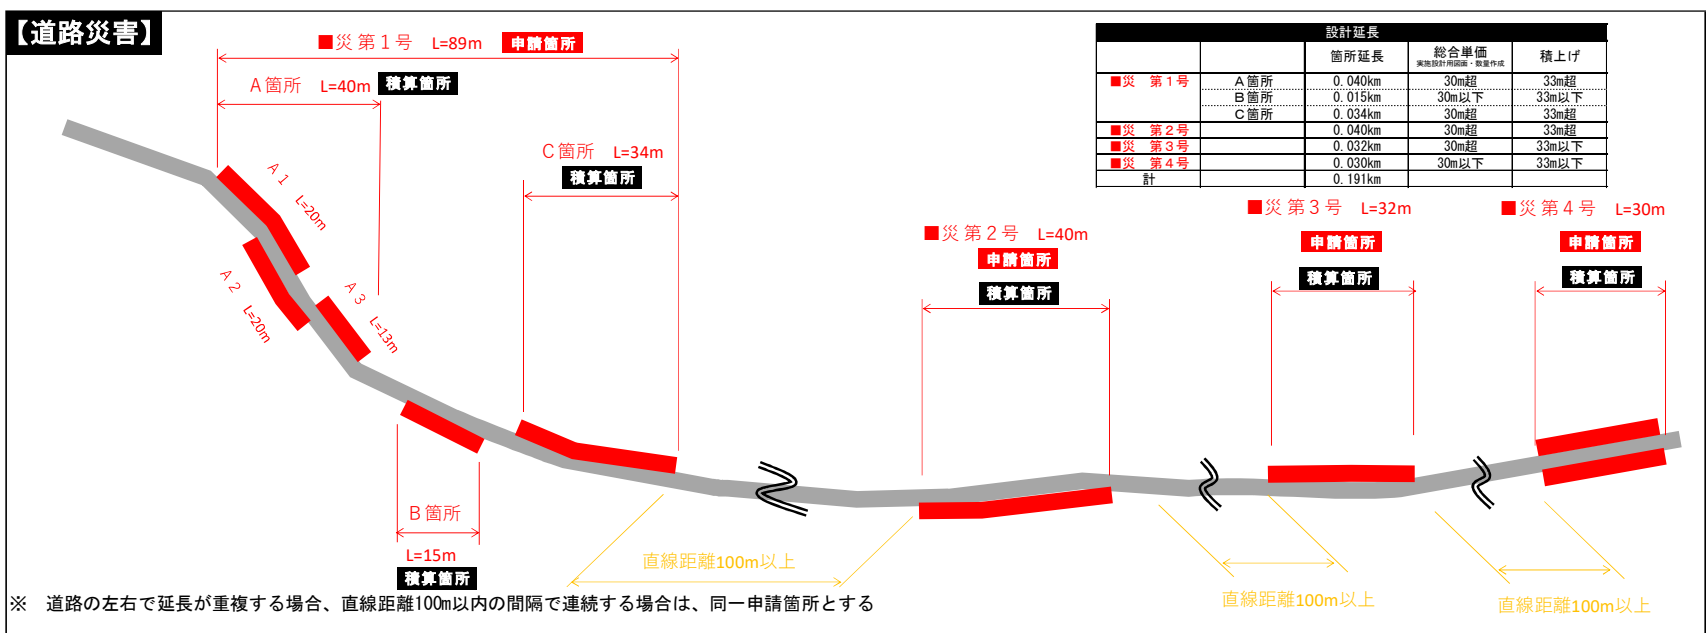 【道路災害】
■災第1号 L=89m 申請箇所
A箇所 L=40m 積算箇所
C箇所 L=34m
積算箇所
A1
L=20m
A2
L=20m
A3
L=13m
B箇所
L=15m
積算箇所
設計延長
箇所延長 総合単価 積上げ
実施設計用図面・数量作成
■災 第1号 A箇所 0.040km 30m超 33m超
B箇所 0.015km 30m以下 33m以下
C箇所 0.034km 30m超 33m超
■災 第2号 0.040km 30m超 33m超
■災 第3号 0.032km 30m超 33m以下
■災 第4号 0.030km 30m以下 33m以下
計 0.191km
■災第2号 L=40m
申請箇所
積算箇所
■災第3号 L=32m
申請箇所
積算箇所
■災第4号 L=30m
申請箇所
積算箇所
直線距離100m以上
直線距離100m以上
直線距離100m以上
※ 道路の左右で延長が重複する場合、直線距離100m以内の間隔で連続する場合は、同一申請箇所とする